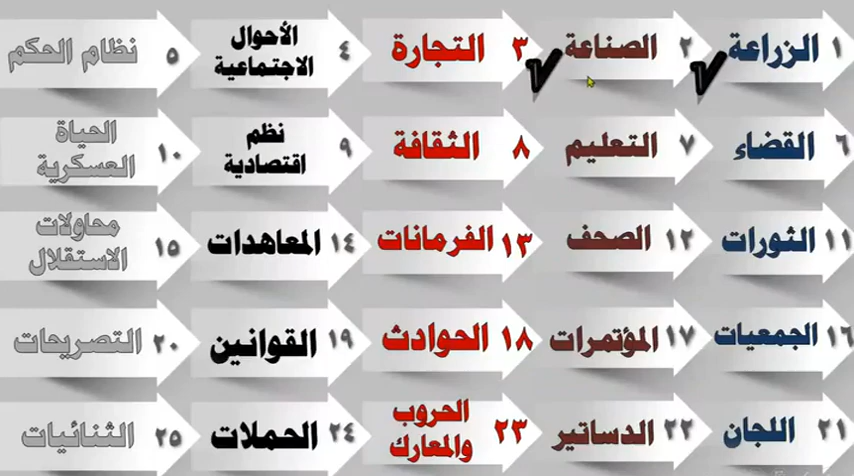 ١ الزراعة
٢ الصناعة
٣ التجارة
٤ الأحوال
الاجتماعية
٥ نظام الحكم
٦ القضاء
٧ التعليم
٨ الثقافة
٩ نظم
اقتصادية
١٠ الحياة
العسكرية
١١ الثورات
١٢ الصحف
١٣ الفرمانات
١٤ المعاهدات
١٥ محاولات
الاستقلال
١٦ الجمعيات
١٧ المؤتمرات
١٨ الحوادث
١٩ القوانين
٢٠ التصريحات
٢١ اللجان
٢٢ الدساتير
٢٣ الحروب
والمعارك
٢٤ الحملات
٢٥ الثنائيات